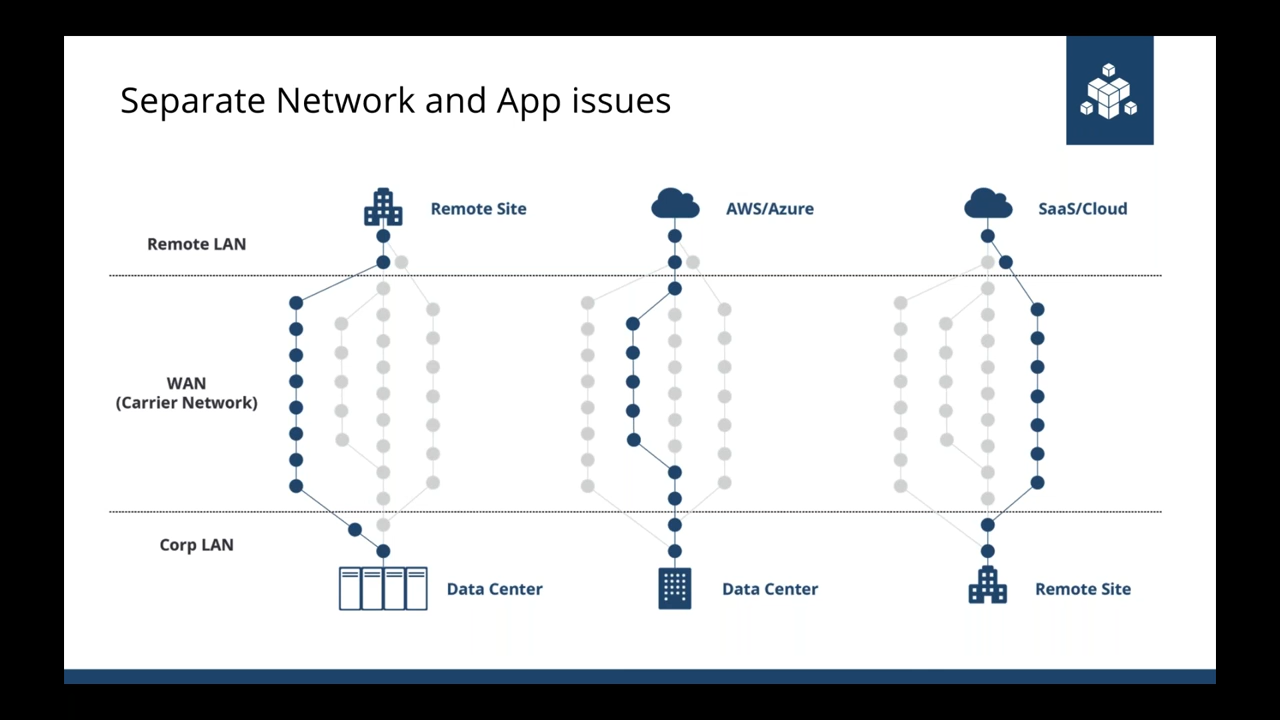 Separate Network and App issues
Remote Site
AWS/Azure
SaaS/Cloud
Remote LAN
WAN
(Carrier Network)
Corp LAN
Data Center
Data Center
Remote Site